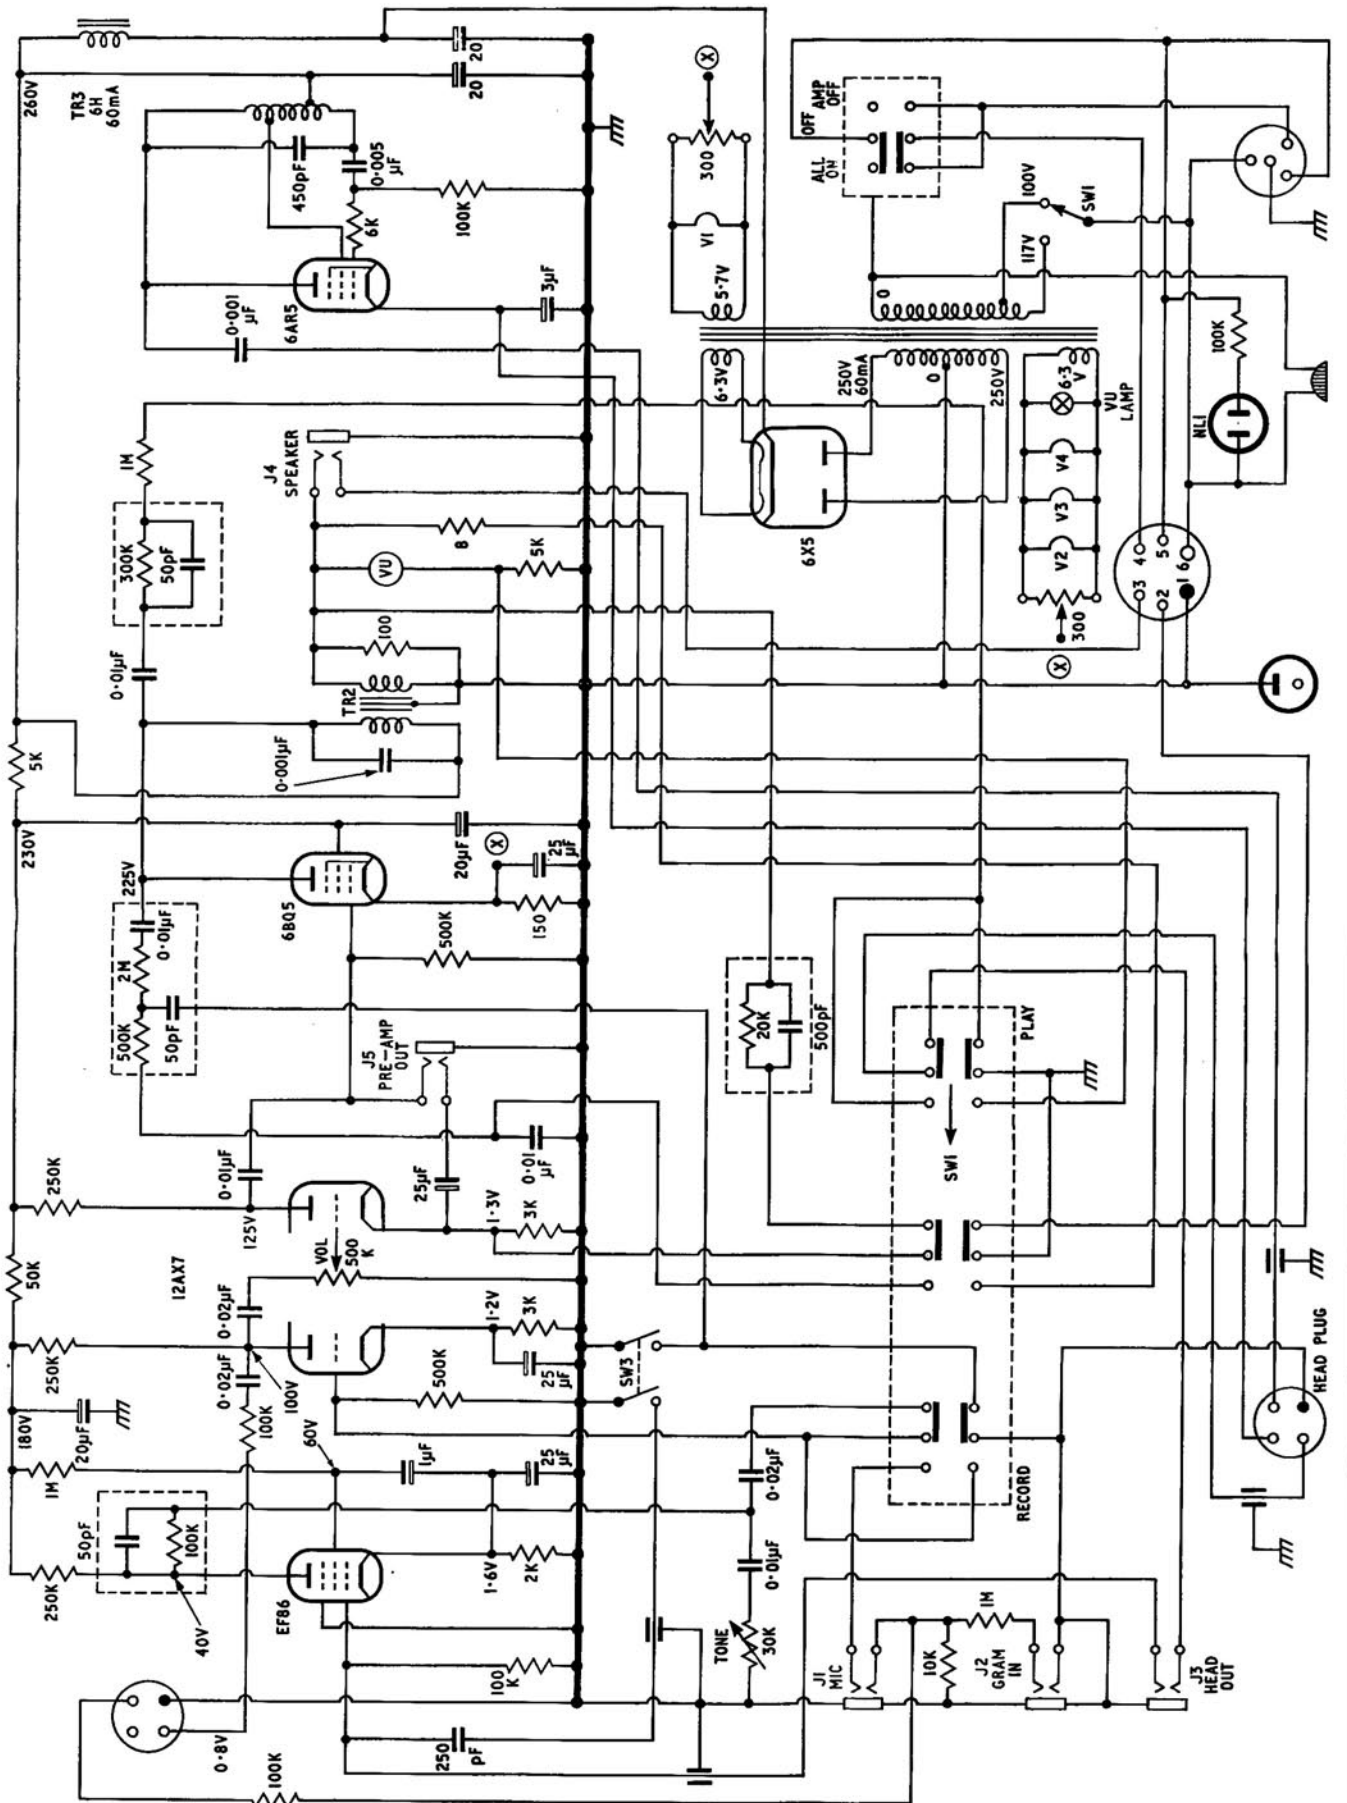 260V
TR3
6H
60mA
20
20
450pF
0·005
μF
6K
100K
0·001
μF
6AR5
3μF
1M
300K
50pF
0·01μF
J4
SPEAKER
8
VU
5K
100
TR2
0·001μF
5K
230V
225V
0·01μF
2M
500K
50pF
6BQ5
20μF
X
25
μF
150
500K
J5
PRE-AMP
OUT
250K
0·01μF
125V
25μF
0·01
μF
1·3V
3K
50K
12AX7
VOL
500
K
0·02μF
250K
0·02μF
100V
100K
1·2V
3K
25
μF
500K
SW3
180V
20μF
60V
1M
1μF
25
μF
50pF
100K
250K
40V
EF86
1·6V
2K
100
K
0·8V
250
pF
100K
X
300
V1
5·7V
6·3V
250V
60mA
0
250V
6X5
6·3
V
VU
LAMP
V4
V3
V2
300
X
ALL
ON
OFF
AMP
OFF
100V
SW1
117V
0
100K
NL1
4
5
6
3
2
1
20K
500pF
PLAY
SW1
RECORD
0·02μF
0·01μF
TONE
30K
J1
MIC
10K
1M
J2
GRAM
IN
J3
HEAD
OUT
HEAD PLUG